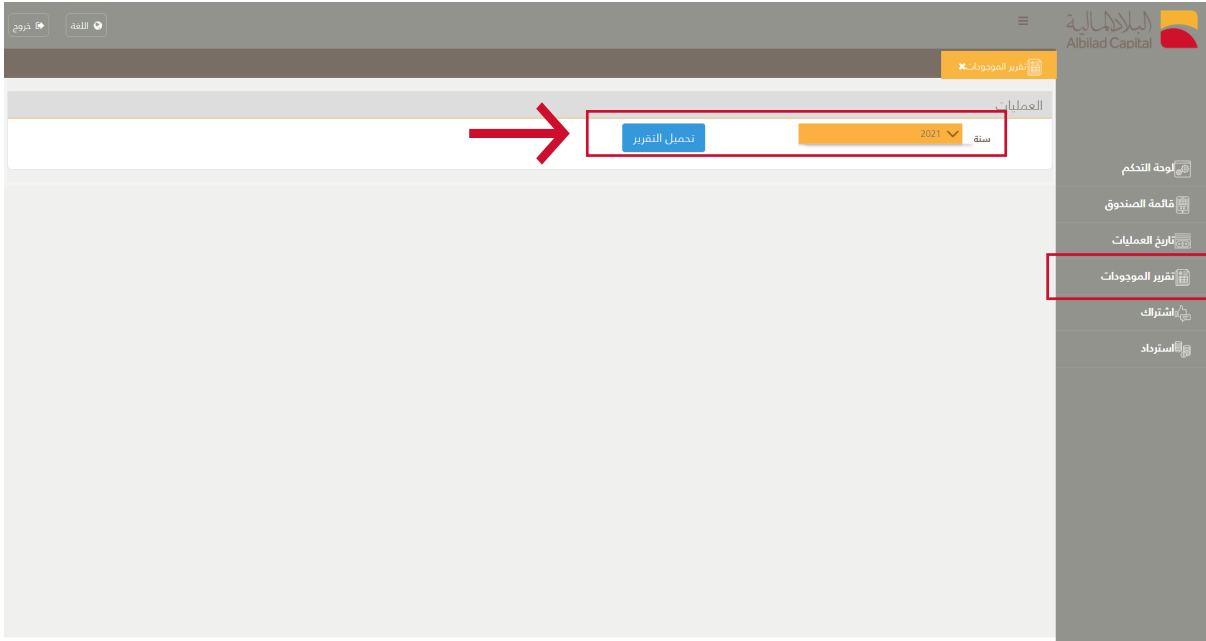 البلاد المالية
Albilad Capital
اللغة
خروج
تقرير الموجودات
العمليات
سنة
2021
تحميل التقرير
لوحة التحكم
قائمة الصندوق
تاريخ العمليات
تقرير الموجودات
اشتراك
استرداد